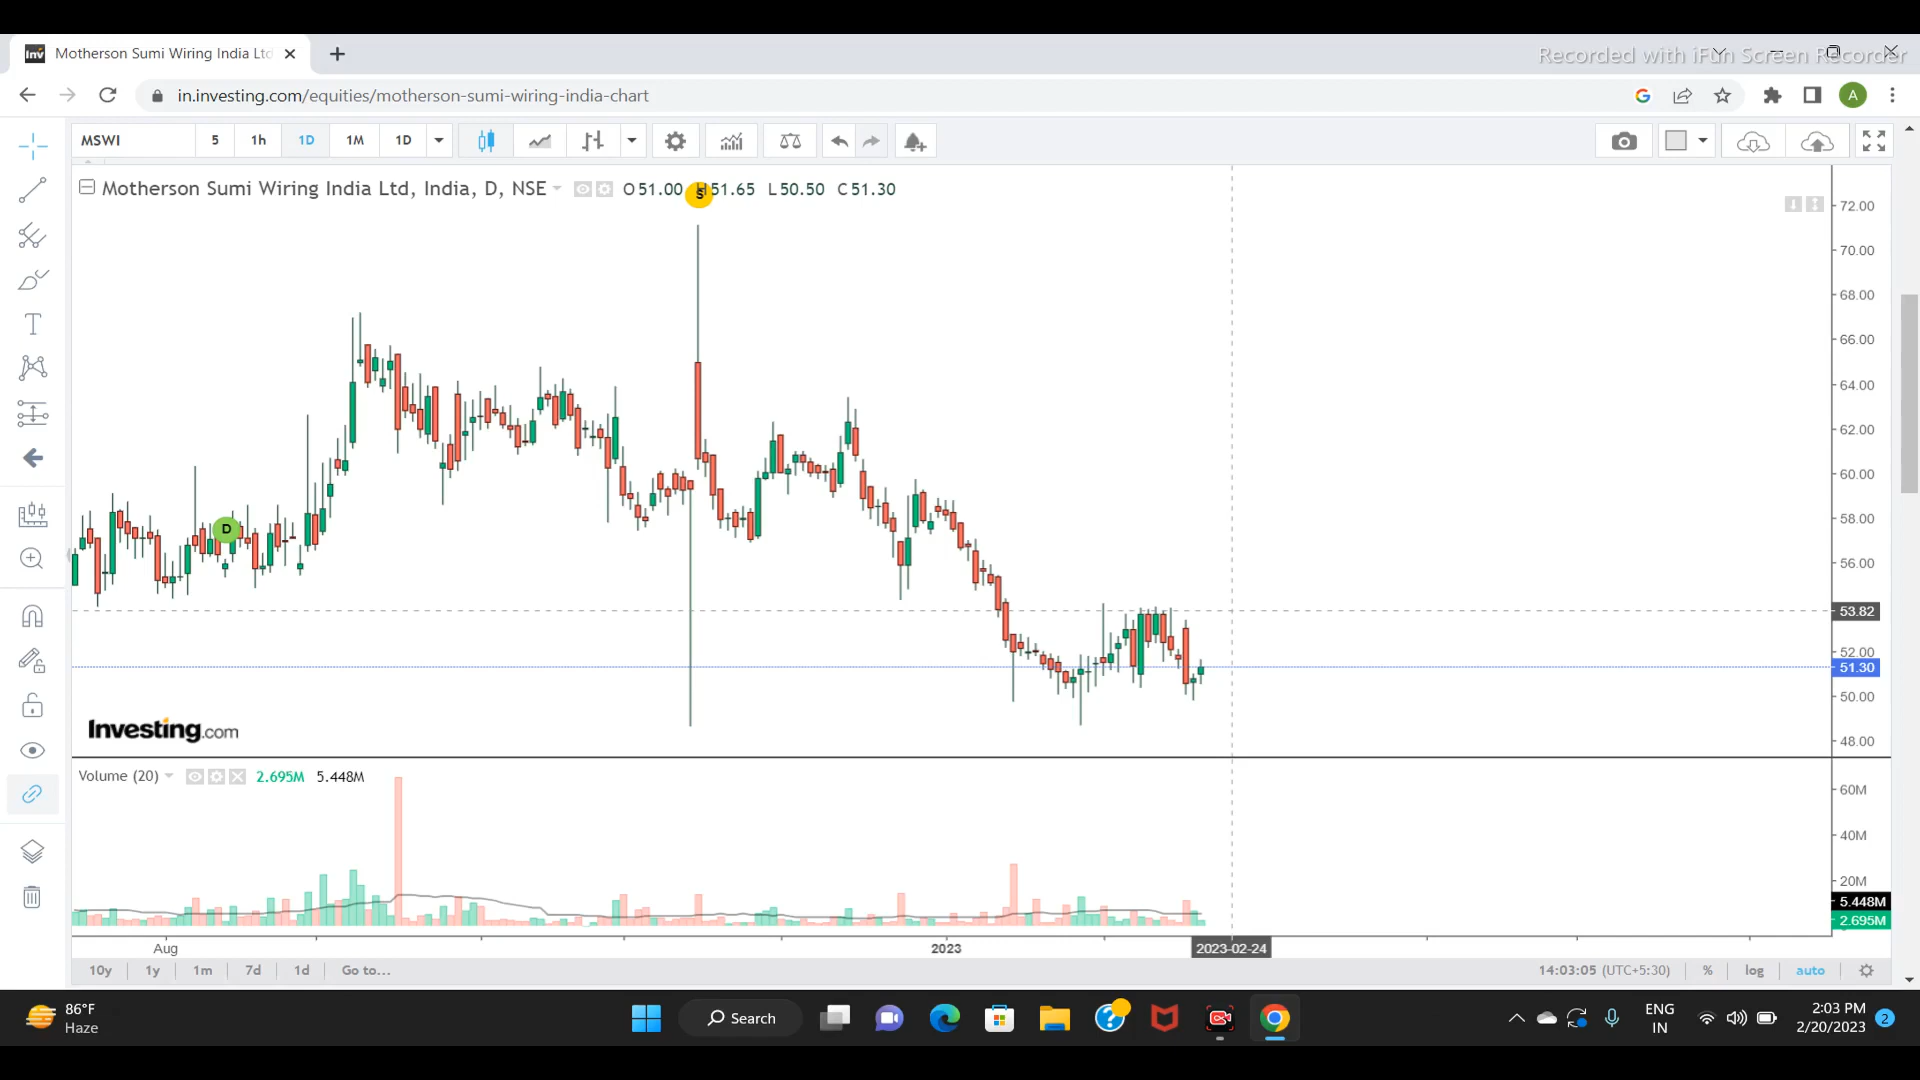 Motherson Sumi Wiring India Ltd
Recorded with iFun Screen Recorder
in.investing.com/equities/motherson-sumi-wiring-india-chart
A
MSWI 5 1h 1D 1M 1D
Motherson Sumi Wiring India Ltd, India, D, NSE O51.00 H51.65 L50.50 C51.30
S
72.00
70.00
68.00
66.00
64.00
62.00
60.00
58.00
D
56.00
53.82
52.00
51.30
50.00
48.00
Investing.com
Volume (20) 2.695M 5.448M
60M
40M
20M
5.448M
2.695M
Aug 2023 2023-02-24
10y 1y 1m 7d 1d Go to... 14:03:05 (UTC+5:30) % log auto
86°F
Haze
Search
ENG
IN
2:03 PM
2/20/2023
2